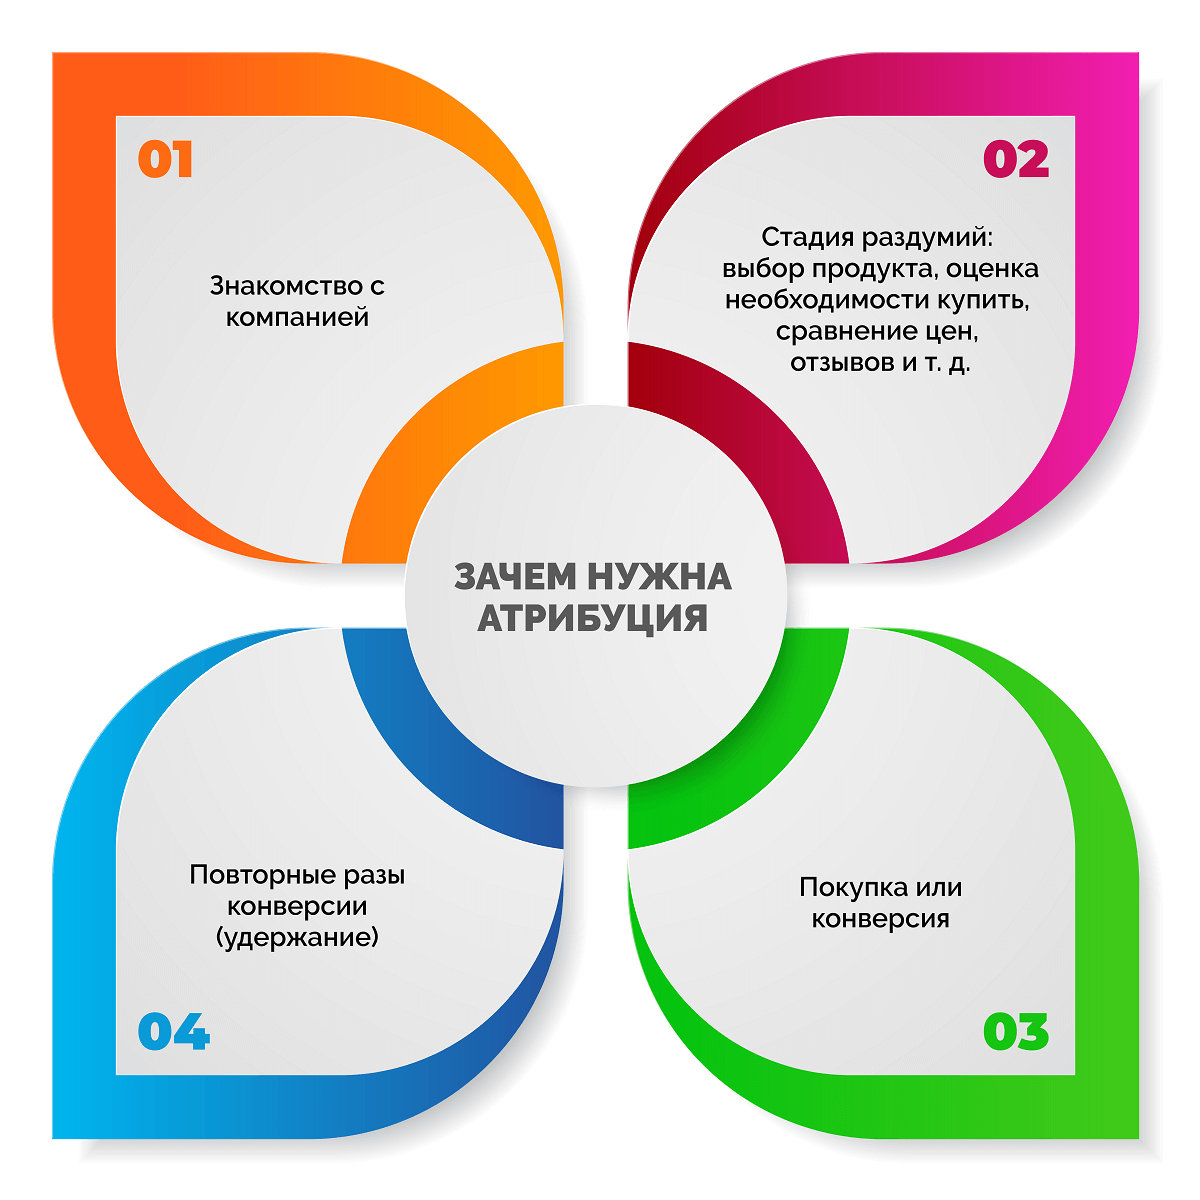 01
Знакомство с
компанией
02
Стадия раздумий:
выбор продукта, оценка
необходимости купить,
сравнение цен,
отзывов и т. д.
ЗАЧЕМ НУЖНА
АТРИБУЦИЯ
Повторные разы
конверсии
(удержание)
04
Покупка или
конверсия
03